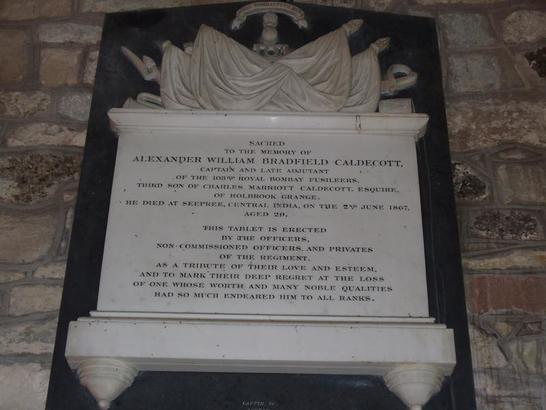 SACRED
TO THE MEMORY OF
ALEXANDER WILLIAM BRADFIELD CALDECOTT,
CAPTAIN AND LATE ADJUTANT
OF THE 103RD ROYAL BOMBAY FUSILEERS,
THIRD SON OF CHARLES MARRIOTT CALDECOTT, ESQUIRE,
OF HOLBROOK GRANGE.
HE DIED AT SEEPREE, CENTRAL INDIA, ON THE 2ND JUNE 1867,
AGED 29.
THIS TABLET IS ERECTED
BY THE OFFICERS,
NON-COMMISSIONED OFFICERS, AND PRIVATES
OF THE REGIMENT,
AS A TRIBUTE OF THEIR LOVE AND ESTEEM,
AND TO MARK THEIR DEEP REGRET AT THE LOSS
OF ONE WHOSE WORTH AND MANY NOBLE QUALITIES
HAD SO MUCH ENDEARED HIM TO ALL RANKS.